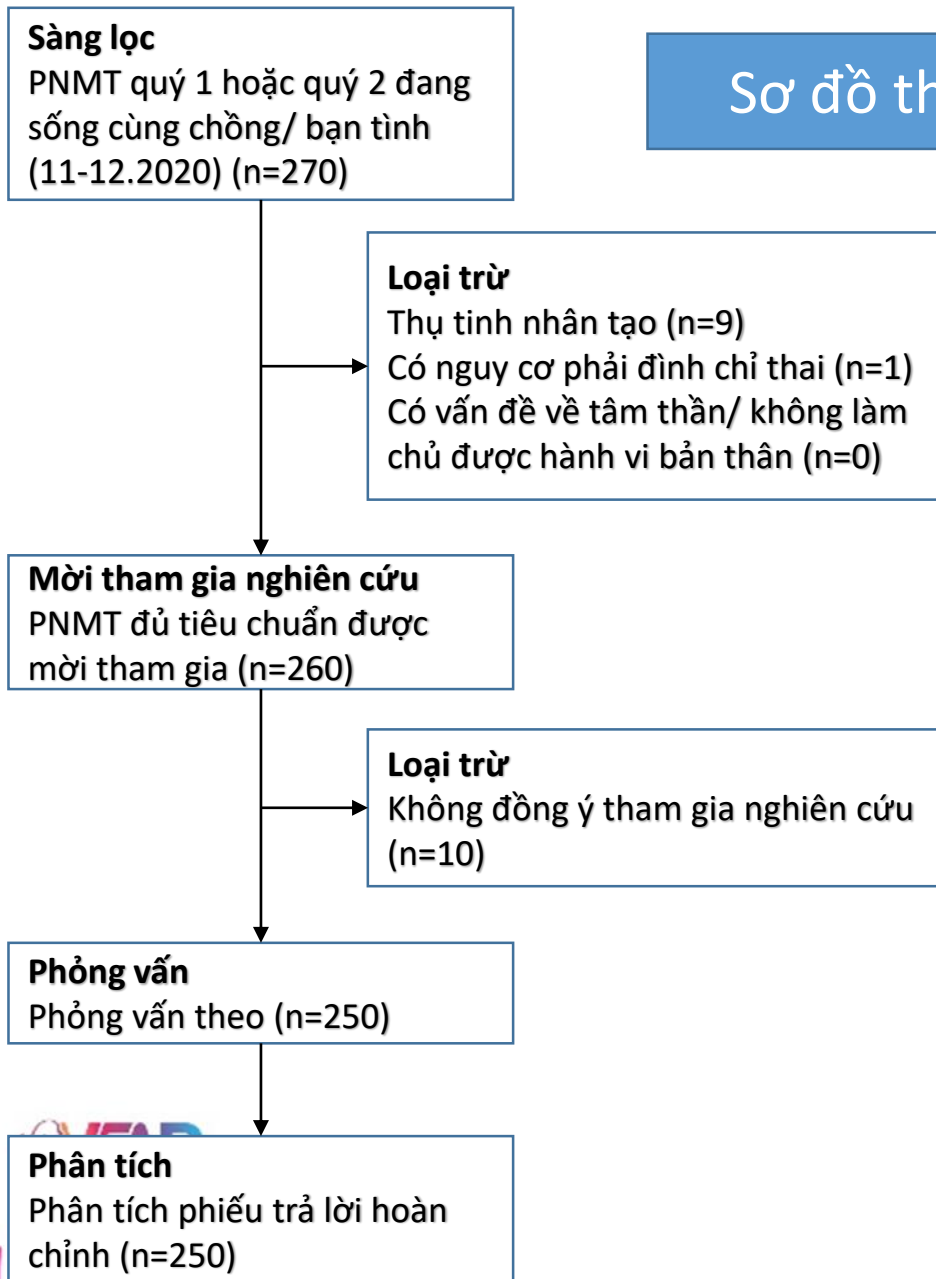 Sàng lọc
PNMT quý 1 hoặc quý 2 đang
sống cùng chồng/ bạn tình
(11-12.2020) (n=270)
Sơ đồ th
Loại trừ
Thụ tinh nhân tạo (n=9)
Có nguy cơ phải đình chỉ thai (n=1)
Có vấn đề về tâm thần/ không làm
chủ được hành vi bản thân (n=0)
Mời tham gia nghiên cứu
PNMT đủ tiêu chuẩn được
mời tham gia (n=260)
Loại trừ
Không đồng ý tham gia nghiên cứu
(n=10)
Phỏng vấn
Phỏng vấn theo (n=250)
Phân tích
Phân tích phiếu trả lời hoàn
chỉnh (n=250)